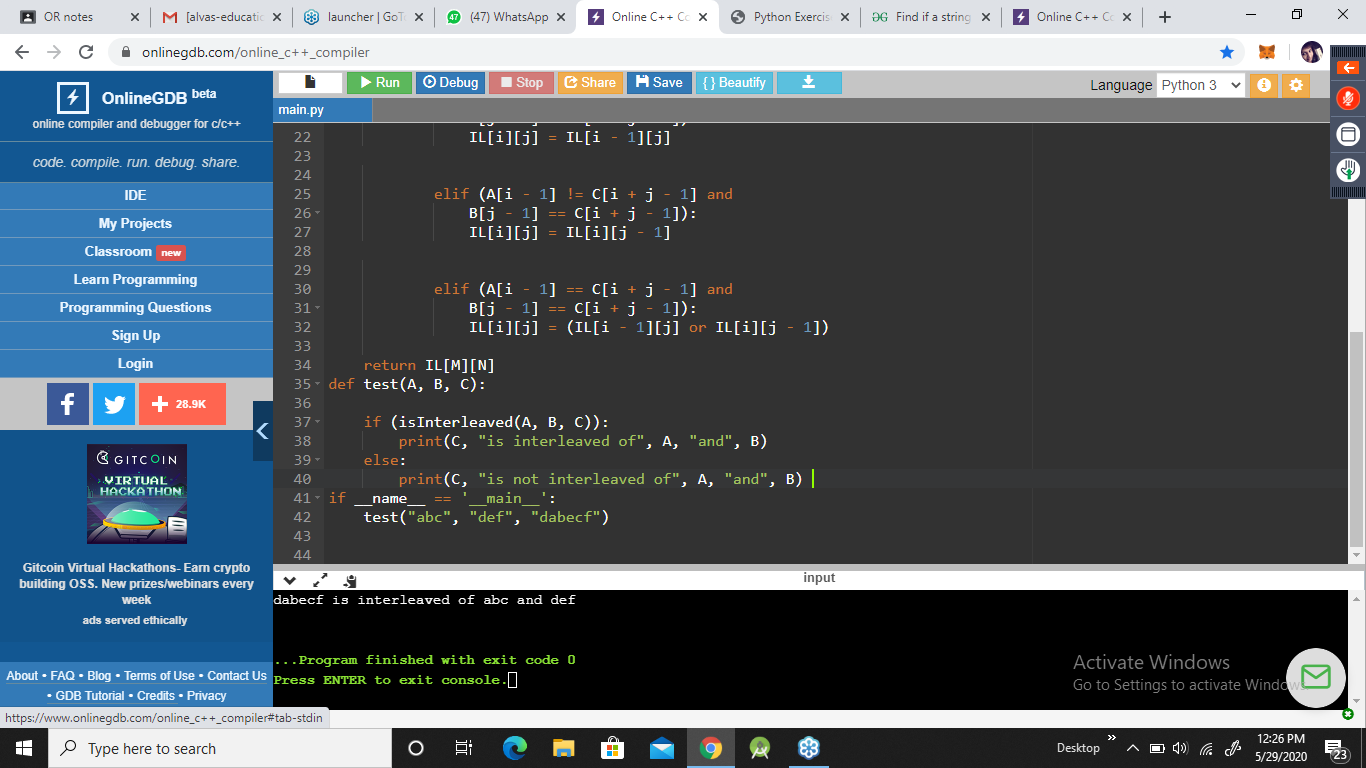 OR notes
[alvas-educatio
launcher | GoTo
(47) WhatsApp
Online C++ Co
Python Exercis
Find if a string
Online C++ Co
onlinegdb.com/online_c++_compiler
OnlineGDB beta
online compiler and debugger for c/c++
code. compile. run. debug. share.
IDE
My Projects
Classroom new
Learn Programming
Programming Questions
Sign Up
Login
28.9K
GITCOIN
VIRTUAL
HACKATHON
Gitcoin Virtual Hackathons- Earn crypto
building OSS. New prizes/webinars every
week
ads served ethically
About • FAQ • Blog • Terms of Use • Contact Us
• GDB Tutorial • Credits • Privacy
https://www.onlinegdb.com/online_c++_compiler#tab-stdin
Run Debug Stop Share Save {} Beautify
Language Python 3
main.py
22 IL[i][j] = IL[i - 1][j]
23
24
25 elif (A[i - 1] != C[i + j - 1] and
26 B[j - 1] == C[i + j - 1]):
27 IL[i][j] = IL[i][j - 1]
28
29
30 elif (A[i - 1] == C[i + j - 1] and
31 B[j - 1] == C[i + j - 1]):
32 IL[i][j] = (IL[i - 1][j] or IL[i][j - 1])
33
34 return IL[M][N]
35 def test(A, B, C):
36
37 if (isInterleaved(A, B, C)):
38 print(C, "is interleaved of", A, "and", B)
39 else:
40 print(C, "is not interleaved of", A, "and", B)
41 if __name__ == '__main__':
42 test("abc", "def", "dabecf")
43
44
input
dabecf is interleaved of abc and def
...Program finished with exit code 0
Press ENTER to exit console.
Activate Windows
Go to Settings to activate Windows.
Type here to search
Desktop
12:26 PM
5/29/2020
23